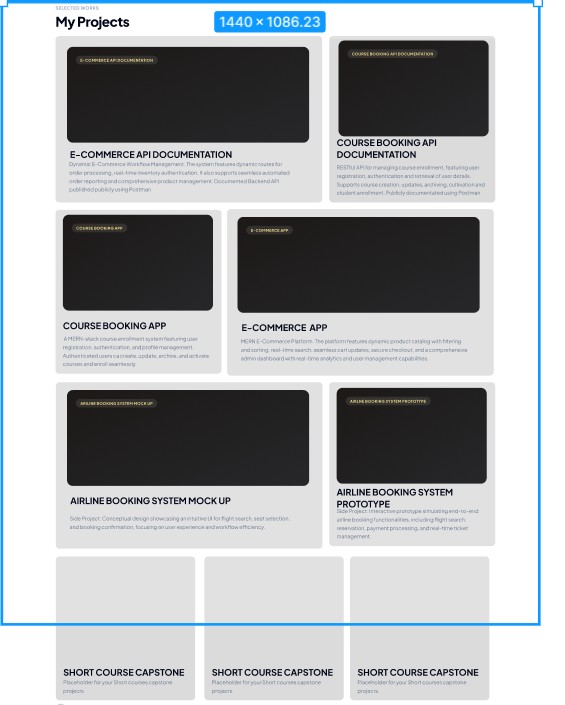 SELECTED WORKS
My Projects
1440 × 1086.23
E-COMMERCE API DOCUMENTATION
E-COMMERCE API DOCUMENTATION
Dynamic E-Commerce Workflow Management. The system features dynamic routes for
order processing, real-time inventory authentication. It also supports seamless automated
order reporting and comprehensive product management. Documented Backend API
published publicly using Postman
COURSE BOOKING API DOCUMENTATION
COURSE BOOKING API
DOCUMENTATION
RESTful API for managing course enrollment, featuring user
registration, authentication and retrieval of user details.
Supports course creation, updates, archiving, cultivation and
student enrollment. Publicly documentated using Postman
COURSE BOOKING APP
COURSE BOOKING APP
A MERN-stack course enrollment system featuring user
registration, authentication, and profile management.
Authenticated users ca create, update, archive, and activate
courses and enroll seamlessly.
E-COMMERCE APP
E-COMMERCE APP
MERN E-Commerce Platform. The platform features dynamic product catalog with filtering
and sorting, real-time search, seamless cart updates, secure checkout, and a comprehensive
admin dashboard with real-time analytics and user management capabilities.
AIRLINE BOOKING SYSTEM MOCK UP
AIRLINE BOOKING SYSTEM MOCK UP
Side Project: Conceptual design showcasing an intuitive UI for flight search, seat selection,
and booking confirmation, focusing on user experience and workflow efficiency.
AIRLINE BOOKING SYSTEM PROTOTYPE
AIRLINE BOOKING SYSTEM
PROTOTYPE
Side Project: Interactive prototype simulating end-to-end
airline booking functionalities, including flight search,
reservation, payment processing, and real-time ticket
management.
SHORT COURSE CAPSTONE
Placeholder for your Short courses capstone
projects
SHORT COURSE CAPSTONE
Placeholder for your Short courses capstone
projects
SHORT COURSE CAPSTONE
Placeholder for your Short courses capstone
projects